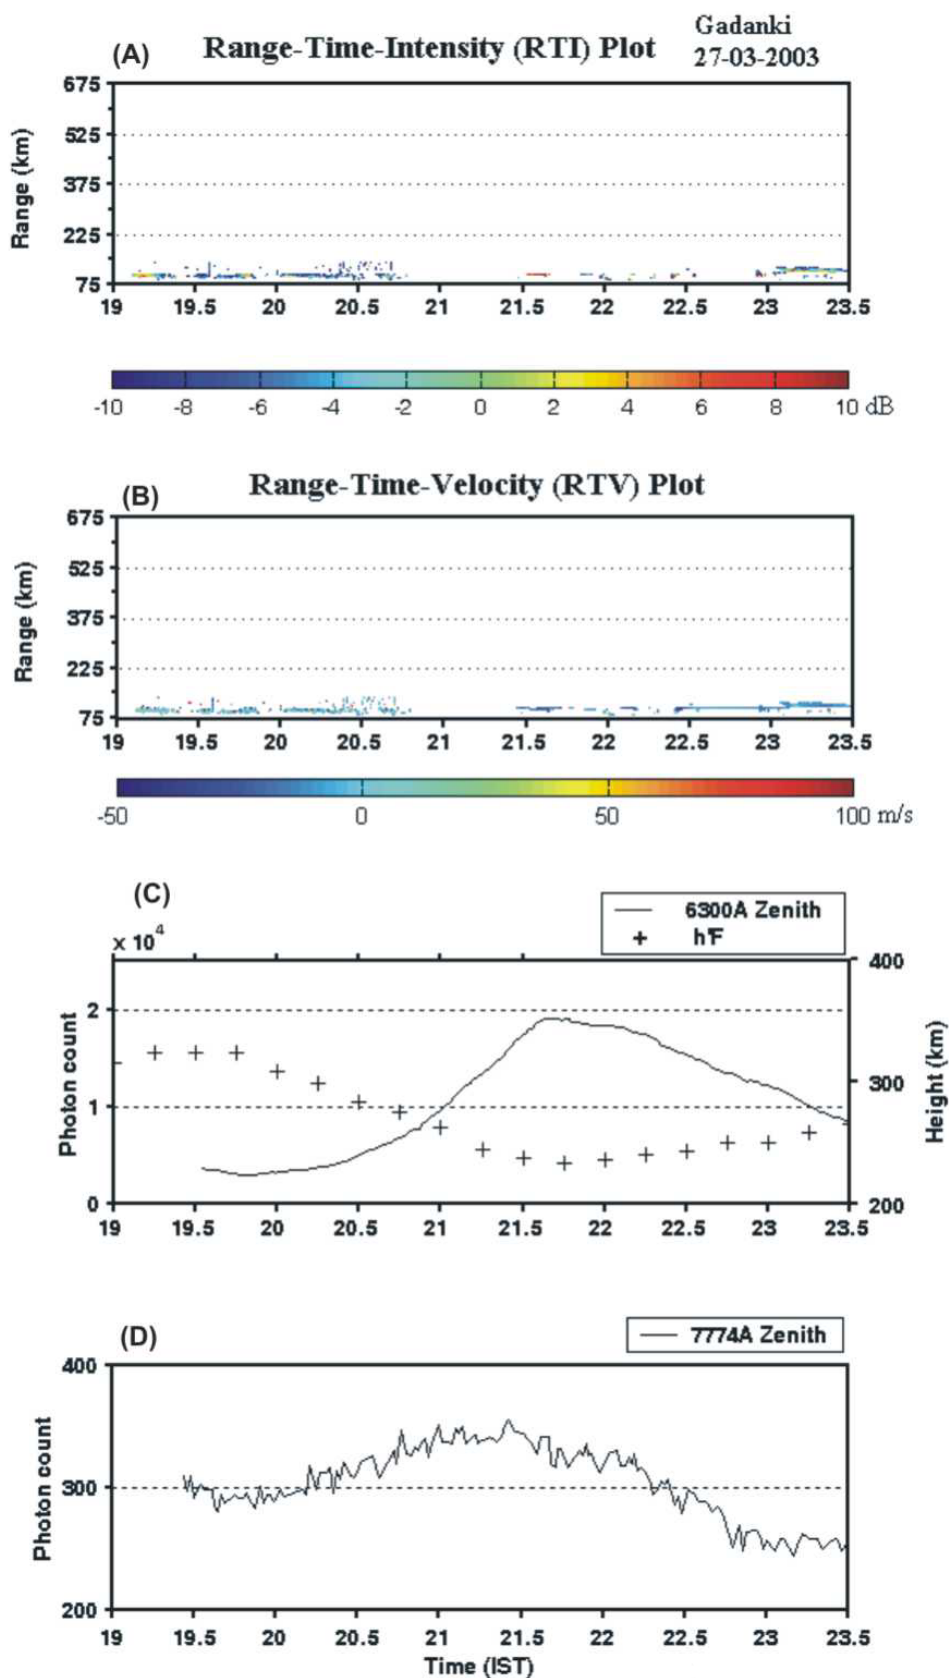 (A) Range-Time-Intensity (RTI) Plot
Gadanki
27-03-2003
Range (km)
675
525
375
225
75
19 19.5 20 20.5 21 21.5 22 22.5 23 23.5
-10 -8 -6 -4 -2 0 2 4 6 8 10 dB
(B) Range-Time-Velocity (RTV) Plot
Range (km)
675
525
375
225
75
19 19.5 20 20.5 21 21.5 22 22.5 23 23.5
-50 0 50 100 m/s
(C)
6300A Zenith
+ h'F
x 10^4
Photon count
2
1
0
400
300
200
Height (km)
19 19.5 20 20.5 21 21.5 22 22.5 23 23.5
(D)
7774A Zenith
Photon count
400
300
200
19 19.5 20 20.5 21 21.5 22 22.5 23 23.5
Time (IST)